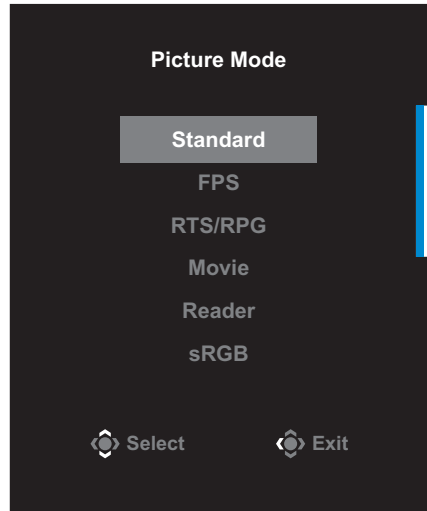 Picture Mode
Standard
FPS
RTS/RPG
Movie
Reader
sRGB
Select Exit